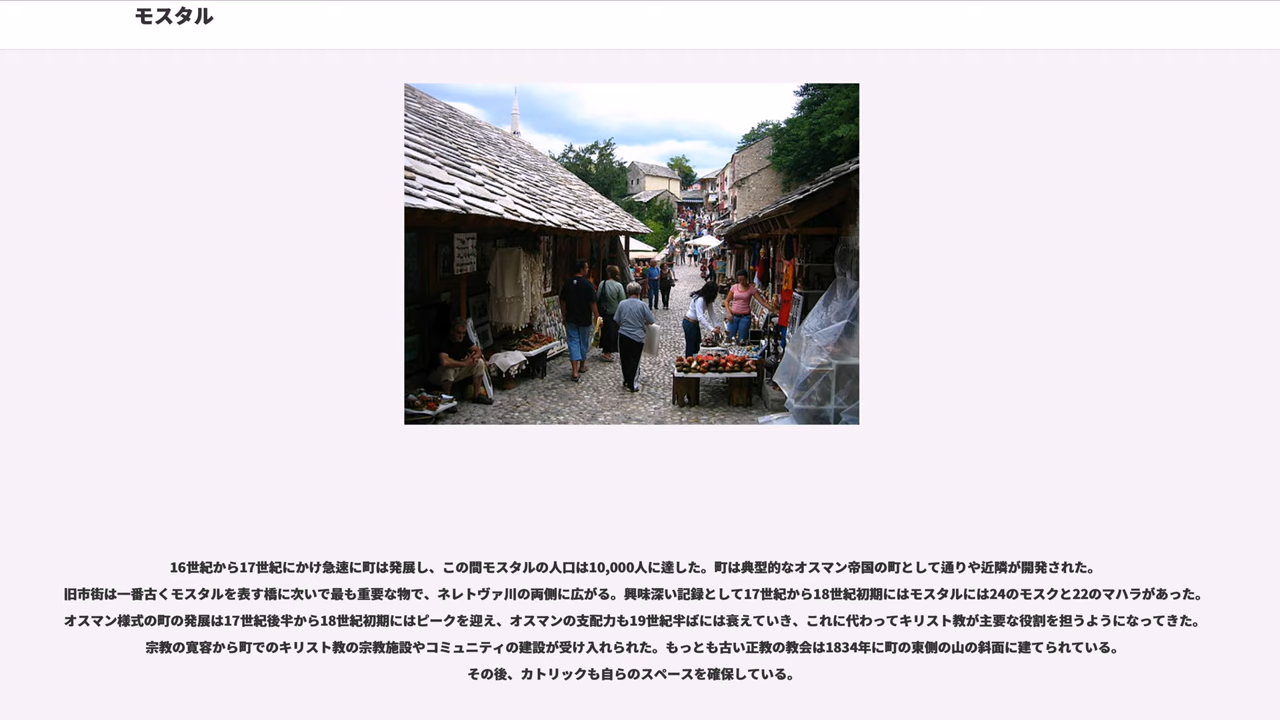 モスタル
16世紀から17世紀にかけ急速に町は発展し、この間モスタルの人口は10,000人に達した。町は典型的なオスマン帝国の町として通りや近隣が開発された。
旧市街は一番古くモスタルを表す橋に次いで最も重要な物で、ネレトヴァ川の両側に広がる。興味深い記録として17世紀から18世紀初期にはモスタルには24のモスクと22のマハラがあった。
オスマン様式の町の発展は17世紀後半から18世紀初期にはピークを迎え、オスマンの支配力も19世紀半ばには衰えていき、これに代わってキリスト教が主要な役割を担うようになってきた。
宗教の寛容から町でのキリスト教の宗教施設やコミュニティの建設が受け入れられた。もっとも古い正教の教会は1834年に町の東側の山の斜面に建てられている。
その後、カトリックも自らのスペースを確保している。